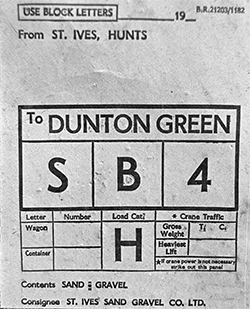 USE BLOCK LETTERS 19 B.R.21203/1182
From ST. IVES, HUNTS
To DUNTON GREEN
S B 4
Letter Number Load Cat: * Crane Traffic
Wagon H Gross Weight T. C.
Container Heaviest Lift
* If crane power is not necessary strike out this panel
Contents SAND & GRAVEL
Consignee ST. IVES SAND GRAVEL CO. LTD.